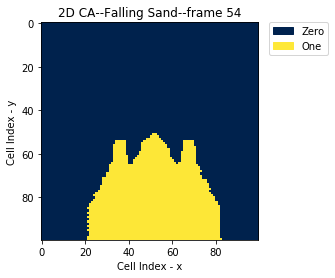 2D CA--Falling Sand--frame 54
Zero
One
Cell Index - y
0
20
40
60
80
0
20
40
60
80
Cell Index - x